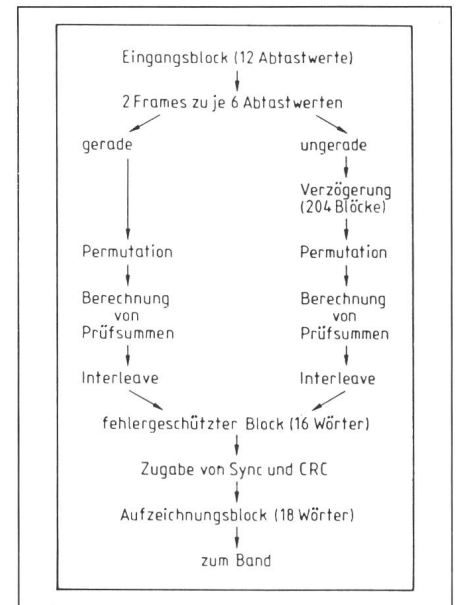 Eingangsblock (12 Abtastwerte)
2 Frames zu je 6 Abtastwerten
gerade
ungerade
Verzögerung
(204 Blöcke)
Permutation
Permutation
Berechnung
von
Prüfsummen
Berechnung
von
Prüfsummen
Interleave
Interleave
fehlergeschützter Block (16 Wörter)
Zugabe von Sync und CRC
Aufzeichnungsblock (18 Wörter)
zum Band